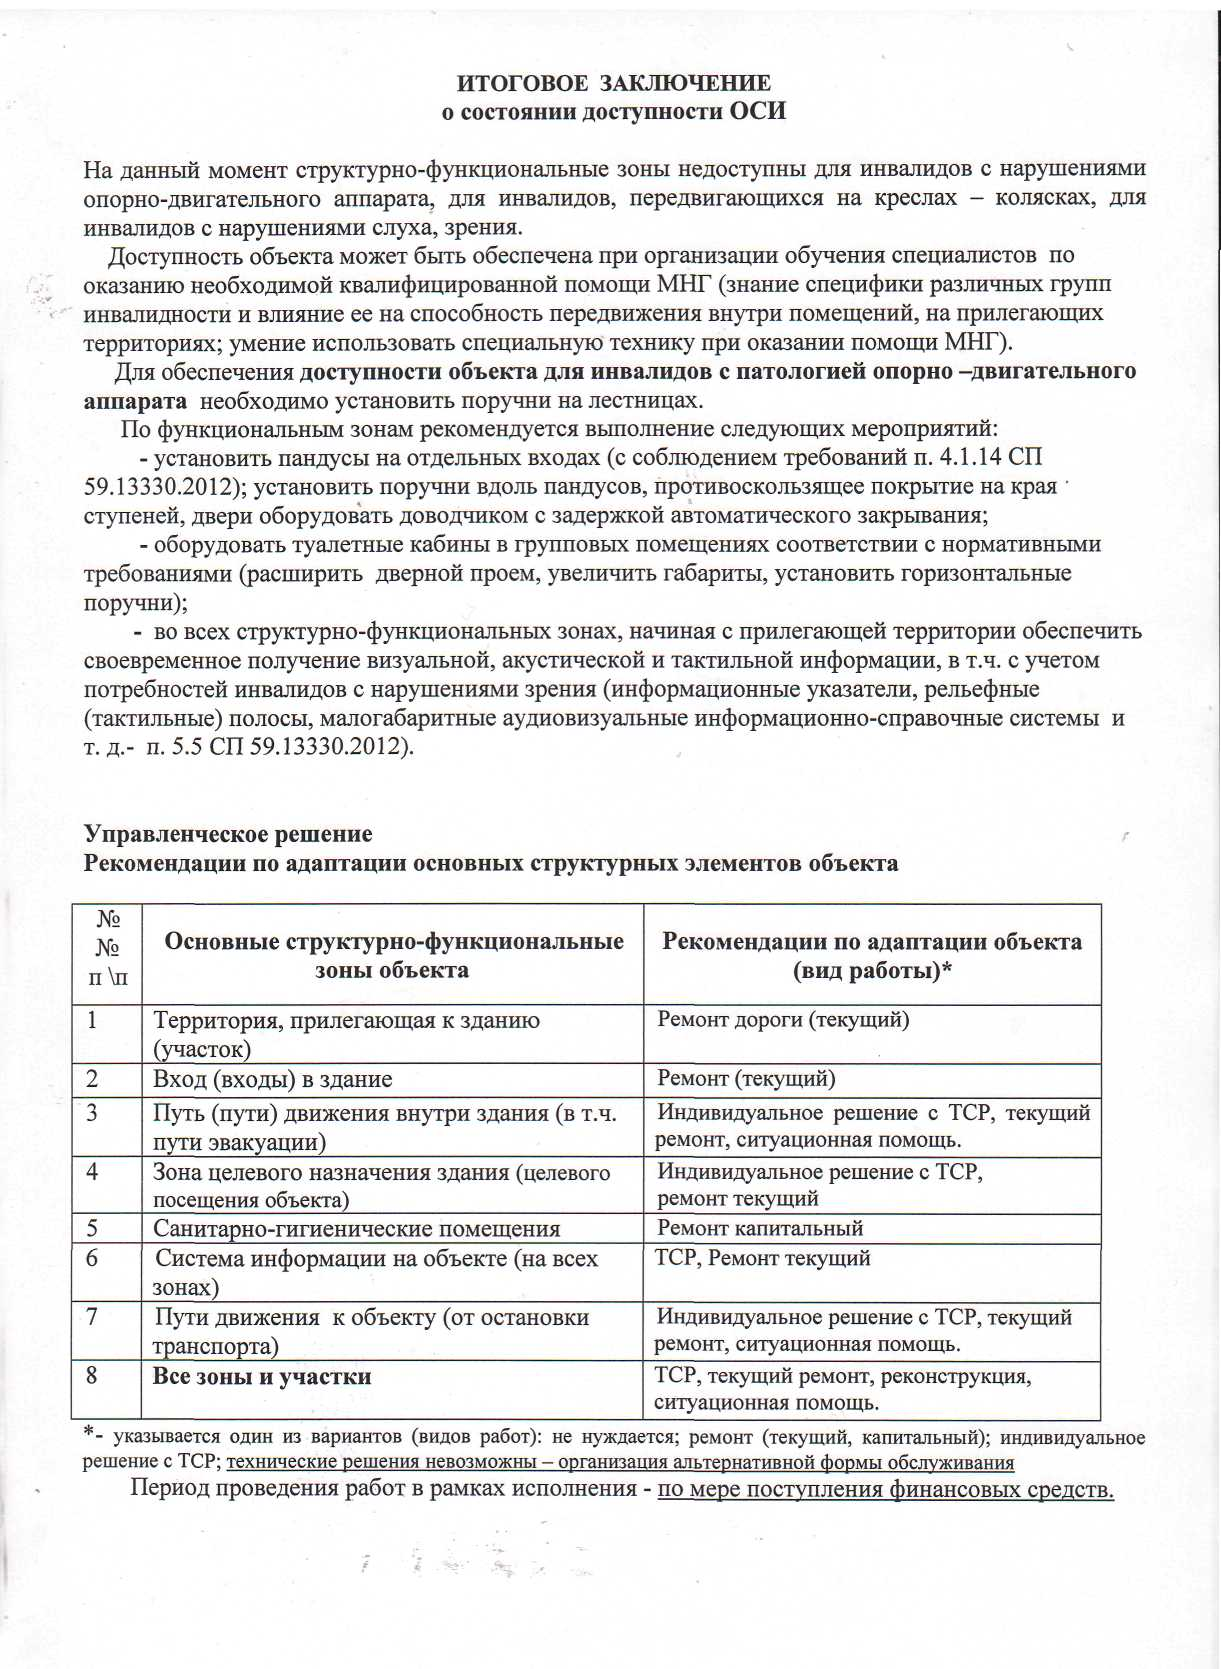 ИТОГОВОЕ ЗАКЛЮЧЕНИЕ
о состоянии доступности ОСИ
На данный момент структурно-функциональные зоны недоступны для инвалидов с нарушениями
опорно-двигательного аппарата, для инвалидов, передвигающихся на креслах – колясках, для
инвалидов с нарушениями слуха, зрения.
Доступность объекта может быть обеспечена при организации обучения специалистов по
оказанию необходимой квалифицированной помощи МНГ (знание специфики различных групп
инвалидности и влияние ее на способность передвижения внутри помещений, на прилегающих
территориях; умение использовать специальную технику при оказании помощи МНГ).
Для обеспечения доступности объекта для инвалидов с патологией опорно –двигательного
аппарата необходимо установить поручни на лестницах.
По функциональным зонам рекомендуется выполнение следующих мероприятий:
- установить пандусы на отдельных входах (с соблюдением требований п. 4.1.14 СП
59.13330.2012); установить поручни вдоль пандусов, противоскользящее покрытие на края
ступеней, двери оборудовать доводчиком с задержкой автоматического закрывания;
- оборудовать туалетные кабины в групповых помещениях соответствии с нормативными
требованиями (расширить дверной проем, увеличить габариты, установить горизонтальные
поручни);
- во всех структурно-функциональных зонах, начиная с прилегающей территории обеспечить
своевременное получение визуальной, акустической и тактильной информации, в т.ч. с учетом
потребностей инвалидов с нарушениями зрения (информационные указатели, рельефные
(тактильные) полосы, малогабаритные аудиовизуальные информационно-справочные системы и
т. д.- п. 5.5 СП 59.13330.2012).
Управленческое решение
Рекомендации по адаптации основных структурных элементов объекта
№
№
п \п
Основные структурно-функциональные
зоны объекта
Рекомендации по адаптации объекта
(вид работы)*
1
Территория, прилегающая к зданию
(участок)
Ремонт дороги (текущий)
2
Вход (входы) в здание
Ремонт (текущий)
3
Путь (пути) движения внутри здания (в т.ч.
пути эвакуации)
Индивидуальное решение с ТСР, текущий
ремонт, ситуационная помощь.
4
Зона целевого назначения здания (целевого
посещения объекта)
Индивидуальное решение с ТСР,
ремонт текущий
5
Санитарно-гигиенические помещения
Ремонт капитальный
6
Система информации на объекте (на всех
зонах)
ТСР, Ремонт текущий
7
Пути движения к объекту (от остановки
транспорта)
Индивидуальное решение с ТСР, текущий
ремонт, ситуационная помощь.
8
Все зоны и участки
ТСР, текущий ремонт, реконструкция,
ситуационная помощь.
*- указывается один из вариантов (видов работ): не нуждается; ремонт (текущий, капитальный); индивидуальное
решение с ТСР; технические решения невозможны – организация альтернативной формы обслуживания
Период проведения работ в рамках исполнения - по мере поступления финансовых средств.